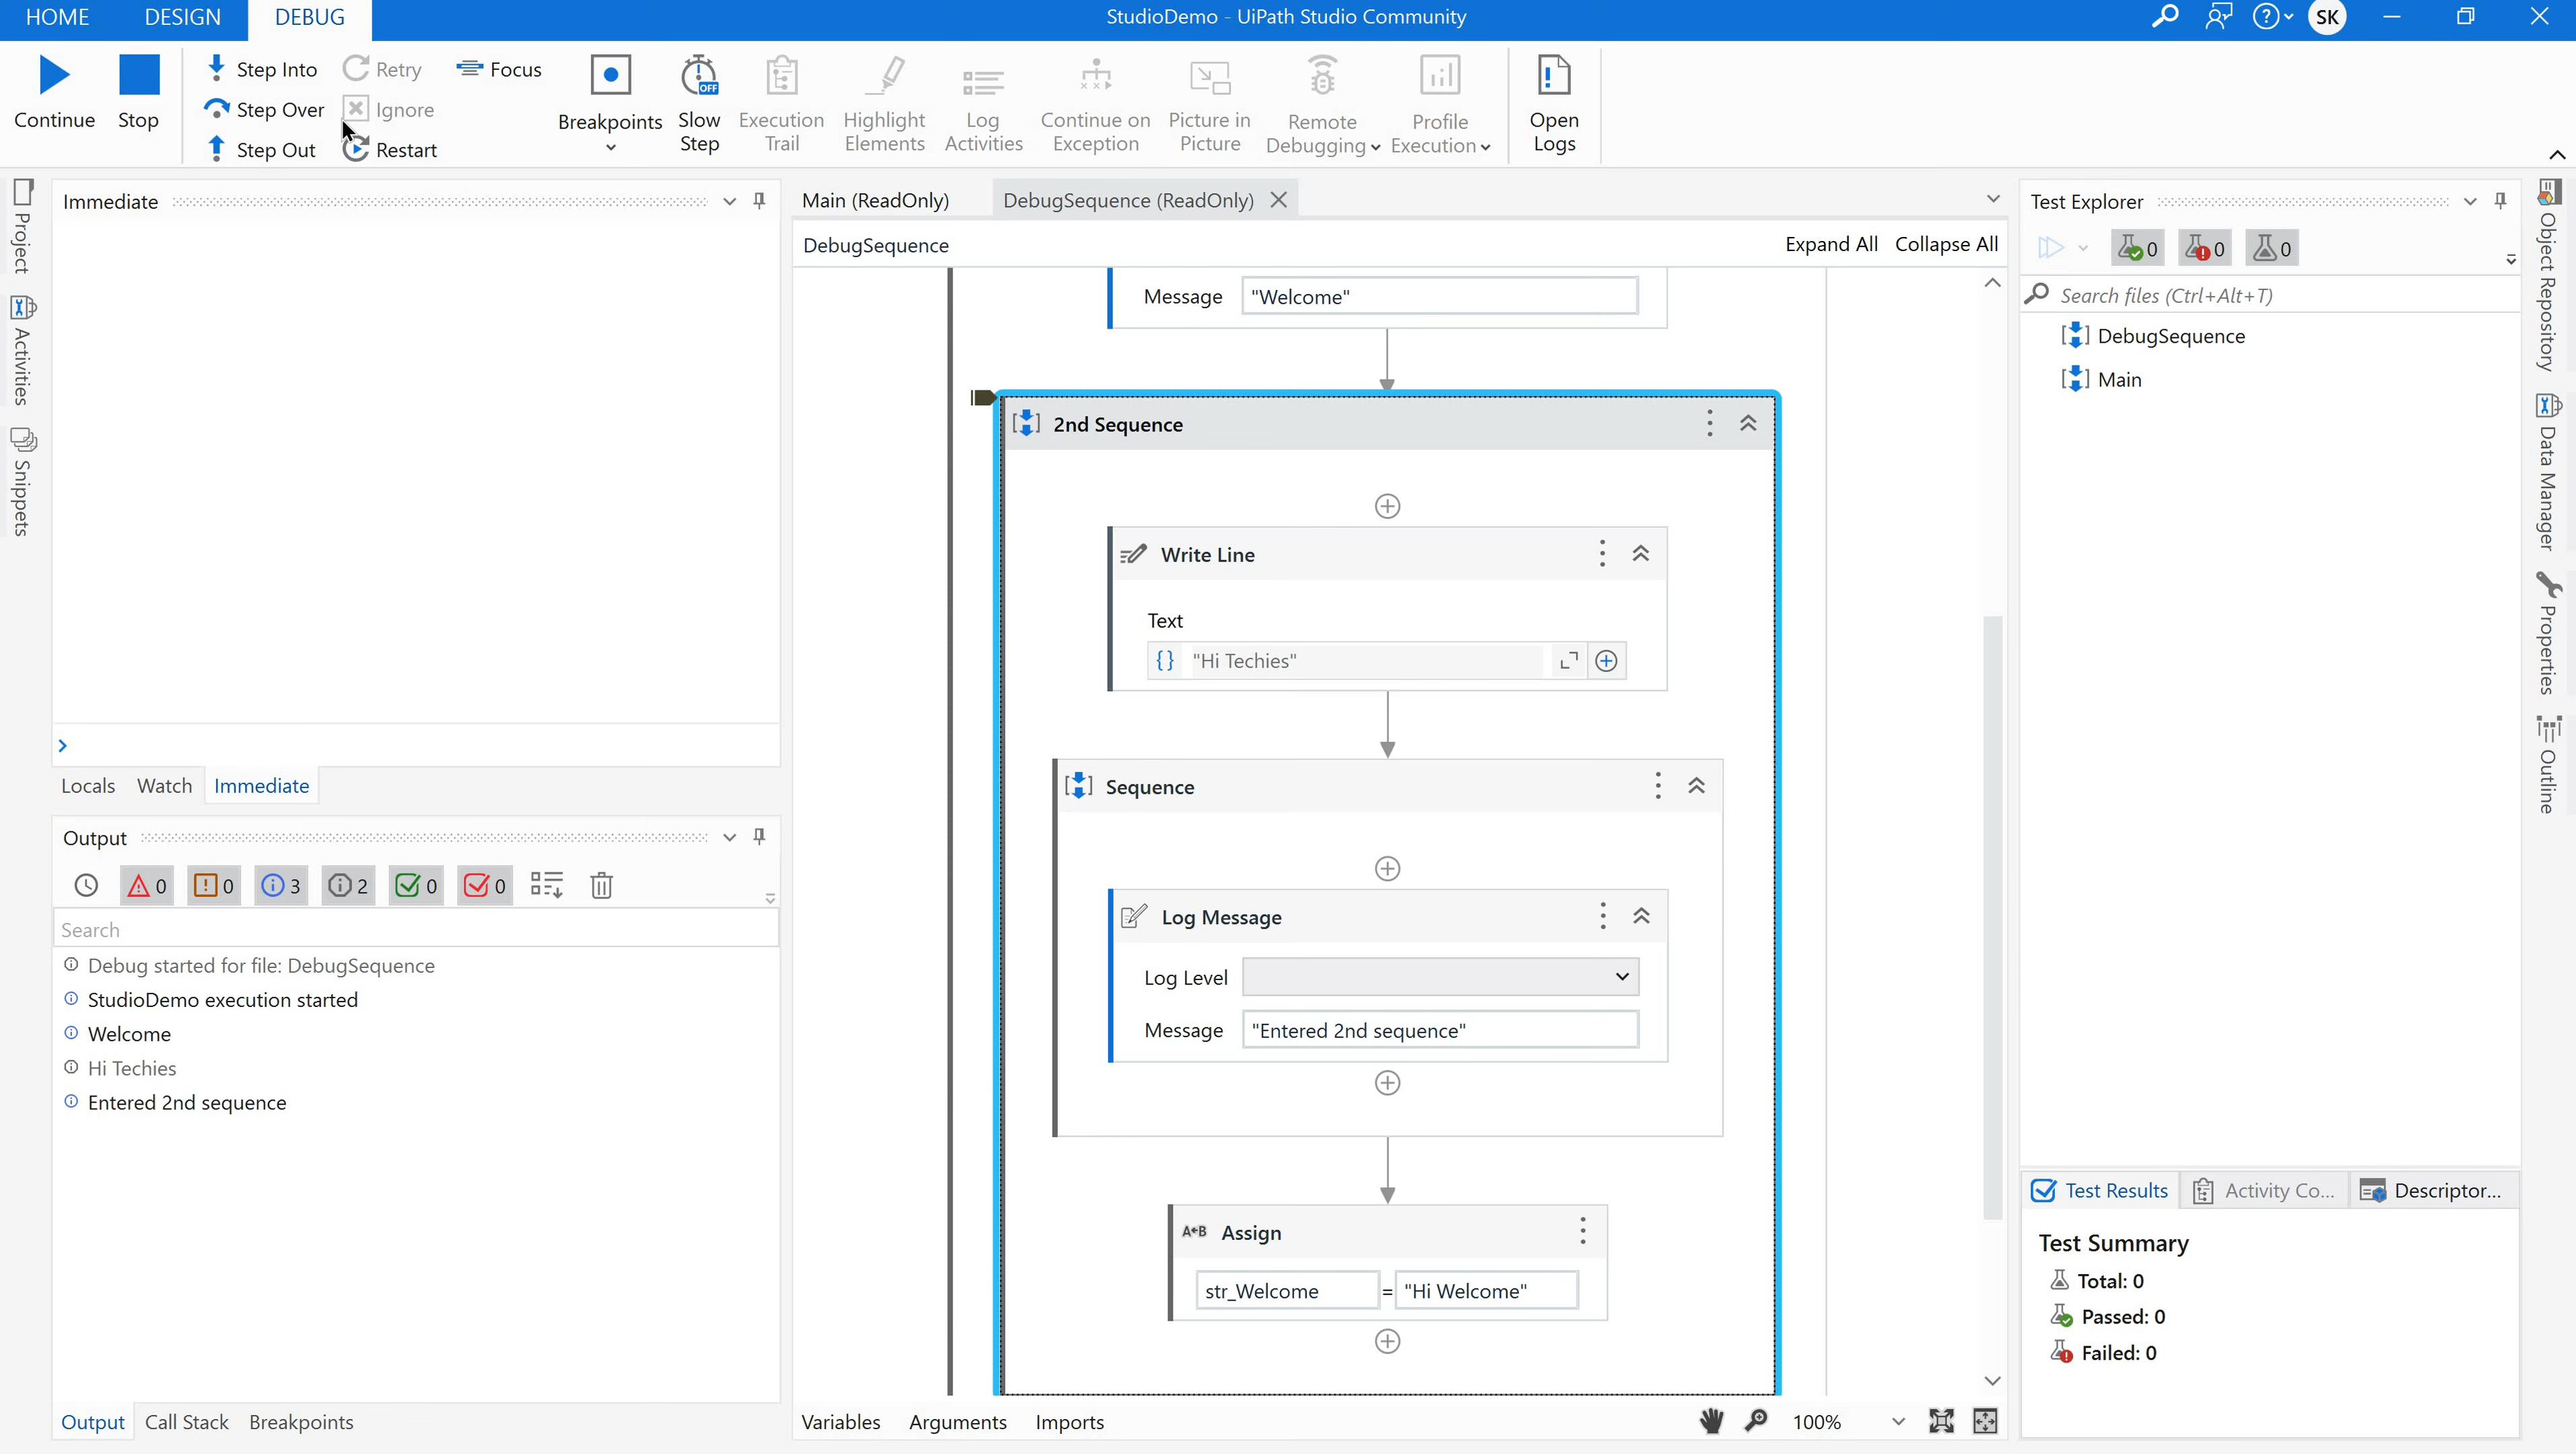 HOME DESIGN DEBUG StudioDemo - UiPath Studio Community SK
Continue Stop
Step Into
Step Over
Step Out
Retry
Ignore
Restart
Focus
Breakpoints
Slow
Step
OFF
Execution
Trail
Highlight
Elements
Log
Activities
Continue on
Exception
Picture in
Picture
Remote
Debugging
Profile
Execution
Open
Logs
Project
Activities
Snippets
Immediate
Locals Watch Immediate
Output
0 0 3 2 0 0
Search
Debug started for file: DebugSequence
StudioDemo execution started
Welcome
Hi Techies
Entered 2nd sequence
Output Call Stack Breakpoints
Main (ReadOnly) DebugSequence (ReadOnly)
DebugSequence Expand All Collapse All
Message "Welcome"
2nd Sequence
Write Line
Text
{} "Hi Techies"
Sequence
Log Message
Log Level
Message "Entered 2nd sequence"
A B Assign
str_Welcome = "Hi Welcome"
Variables Arguments Imports 100%
Test Explorer
0 0 0
Search files (Ctrl+Alt+T)
DebugSequence
Main
Test Results Activity Co... Descriptor...
Test Summary
Total: 0
Passed: 0
Failed: 0
Object Repository
Data Manager
Properties
Outline